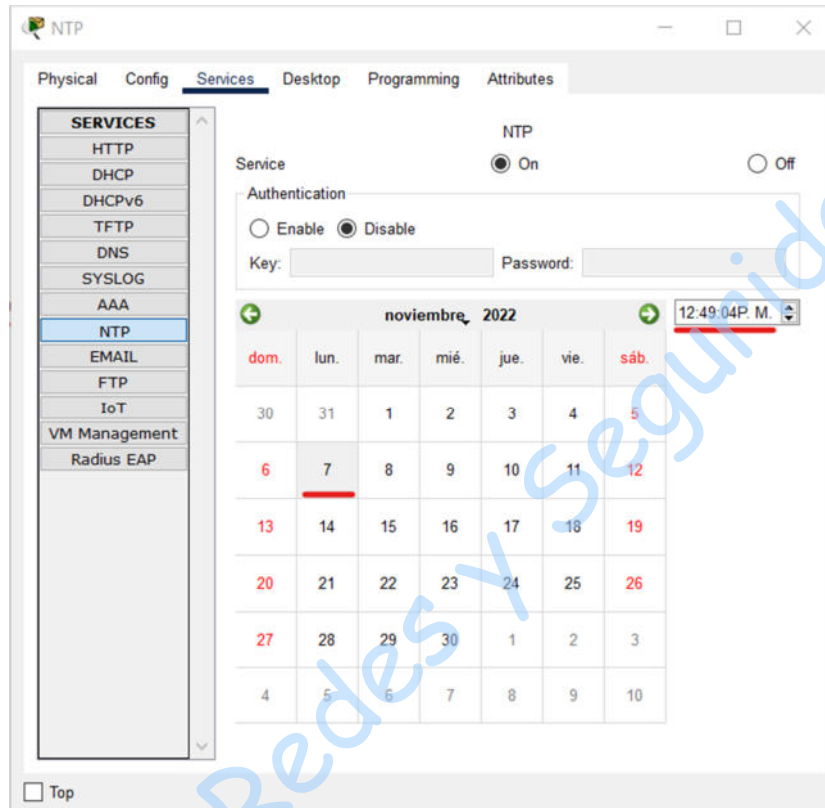 NTP
Physical Config Services Desktop Programming Attributes
SERVICES
HTTP
DHCP
DHCPv6
TFTP
DNS
SYSLOG
AAA
NTP
EMAIL
FTP
IoT
VM Management
Radius EAP
NTP
Service On Off
Authentication
Enable Disable
Key: Password:
noviembre 2022 12:49:04P. M.
dom. lun. mar. mié. jue. vie. sáb.
30 31 1 2 3 4 5
6 7 8 9 10 11 12
13 14 15 16 17 18 19
20 21 22 23 24 25 26
27 28 29 30 1 2 3
4 5 6 7 8 9 10
Top
Redes y Segurid